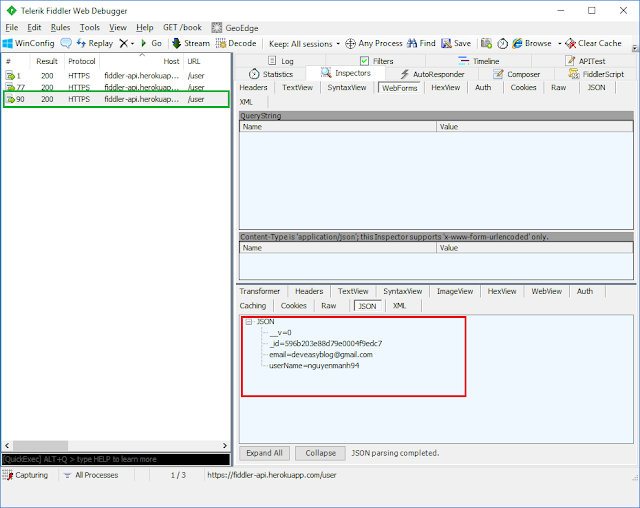 Telerik Fiddler Web Debugger
File Edit Rules Tools View Help GET /book GeoEdge
WinConfig Replay Go Stream Decode Keep: All sessions Any Process Find Save Browse Clear Cache
# Result Protocol Host URL
1 200 HTTPS fiddler-api.herokuap... /user
77 200 HTTPS fiddler-api.herokuap... /user
90 200 HTTPS fiddler-api.herokuap... /user
Log Filters Timeline APITest
Statistics Inspectors AutoResponder Composer FiddlerScript
Headers TextView SyntaxView WebForms HexView Auth Cookies Raw JSON
XML
QueryString
Name Value
Content-Type is 'application/json'; this Inspector supports 'x-www-form-urlencoded' only.
Name Value
Transformer Headers TextView SyntaxView ImageView HexView WebView Auth
Caching Cookies Raw JSON XML
JSON
__v=0
_id=596b203e88d79e0004f9edc7
email=deveasyblog@gmail.com
userName=nguyenmanh94
Expand All Collapse JSON parsing completed.
[QuickExec] ALT+Q > type HELP to learn more
Capturing All Processes 1 / 3 https://fiddler-api.herokuapp.com/user